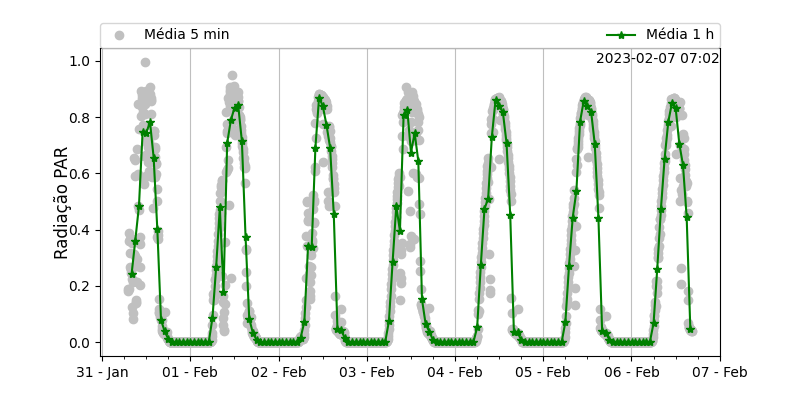 Média 5 min
Média 1 h
2023-02-07 07:02
Radiação PAR
1.0
0.8
0.6
0.4
0.2
0.0
31 - Jan
01 - Feb
02 - Feb
03 - Feb
04 - Feb
05 - Feb
06 - Feb
07 - Feb